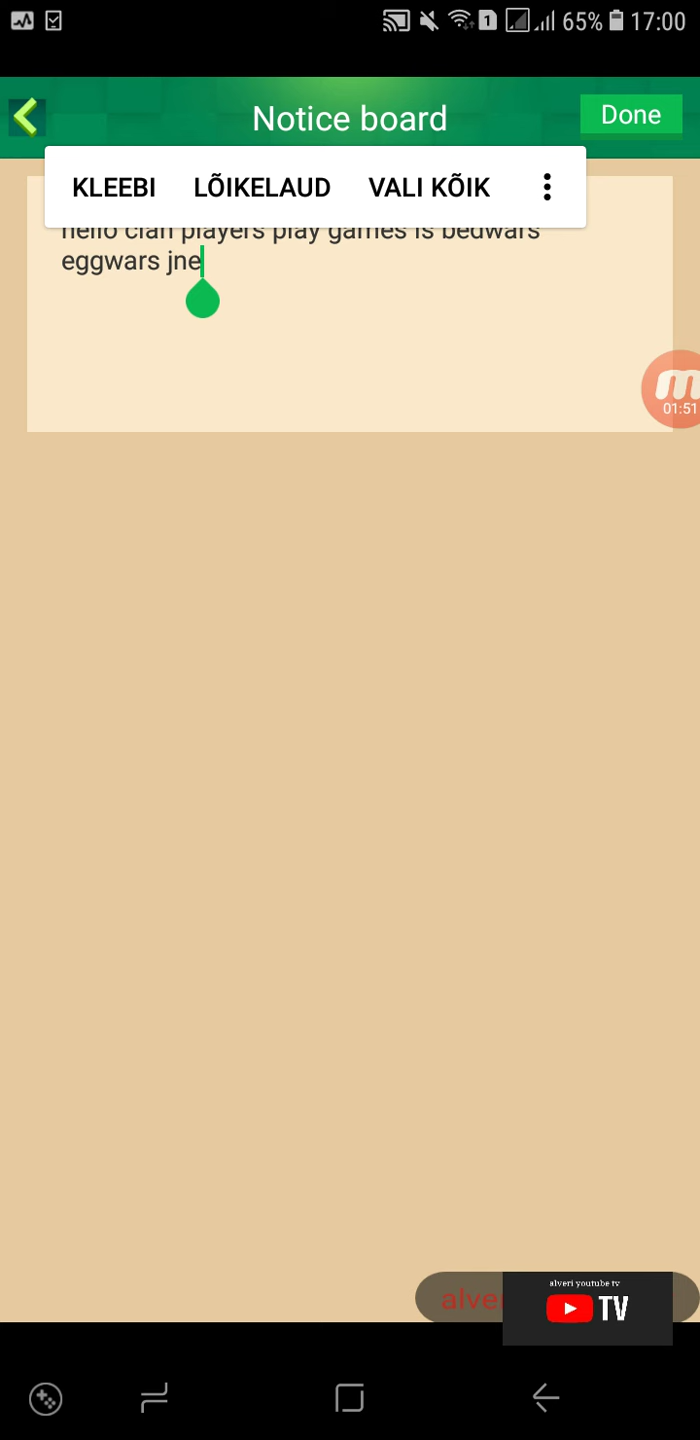 65% 17:00
Notice board
Done
KLEEBI LÕIKELAUD VALI KÕIK
hello clan players play games is bedwars
eggwars jne
01:51
alveri youtube tv
TV
alve